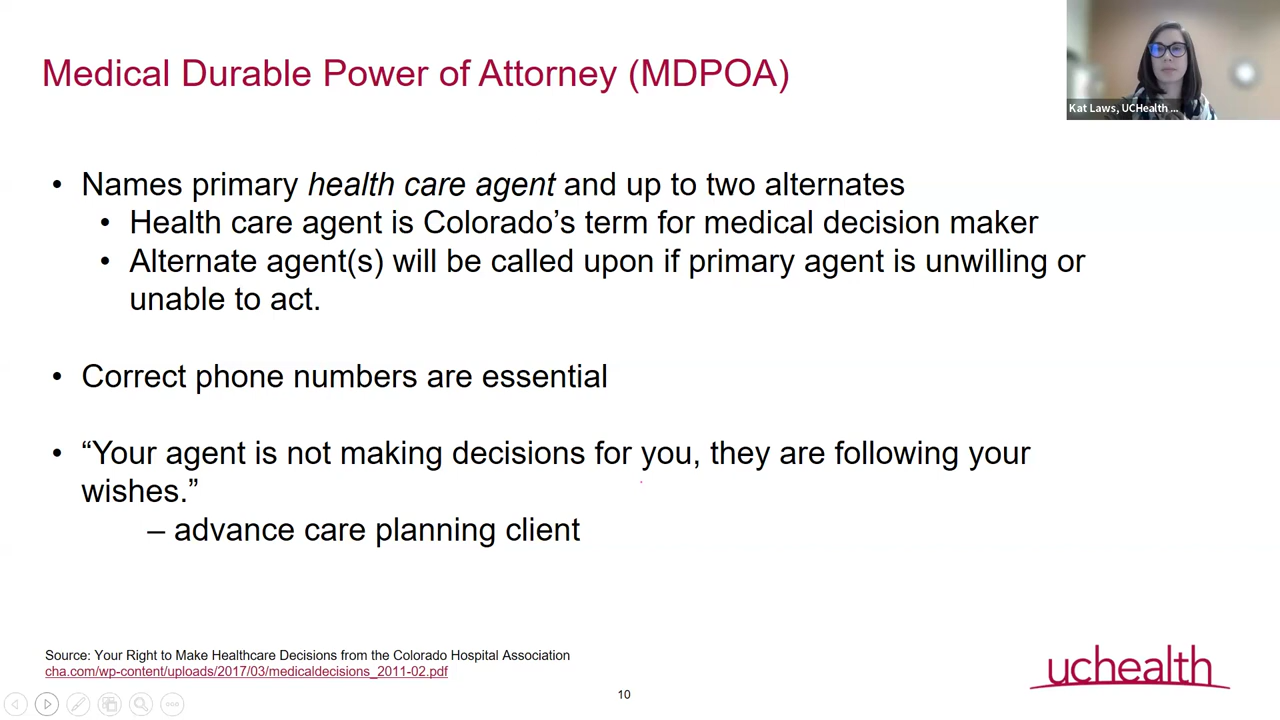 Medical Durable Power of Attorney (MDPOA)
Kat Laws, UCHealth ...
• Names primary health care agent and up to two alternates
• Health care agent is Colorado’s term for medical decision maker
• Alternate agent(s) will be called upon if primary agent is unwilling or
unable to act.
• Correct phone numbers are essential
• “Your agent is not making decisions for you, they are following your
wishes.”
– advance care planning client
Source: Your Right to Make Healthcare Decisions from the Colorado Hospital Association
cha.com/wp-content/uploads/2017/03/medicaldecisions_2011-02.pdf
uchealth
10